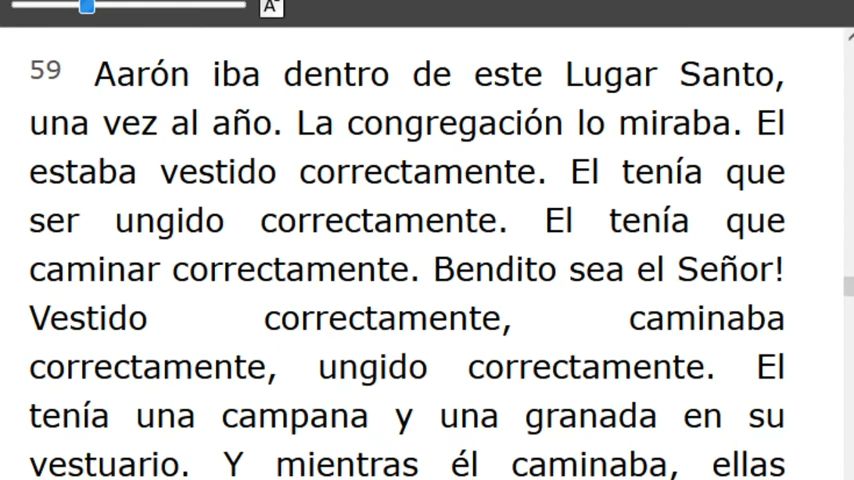 A
59 Aarón iba dentro de este Lugar Santo,
una vez al año. La congregación lo miraba. El
estaba vestido correctamente. El tenía que
ser ungido correctamente. El tenía que
caminar correctamente. Bendito sea el Señor!
Vestido correctamente, caminaba
correctamente, ungido correctamente. El
tenía una campana y una granada en su
vestuario. Y mientras él caminaba, ellas